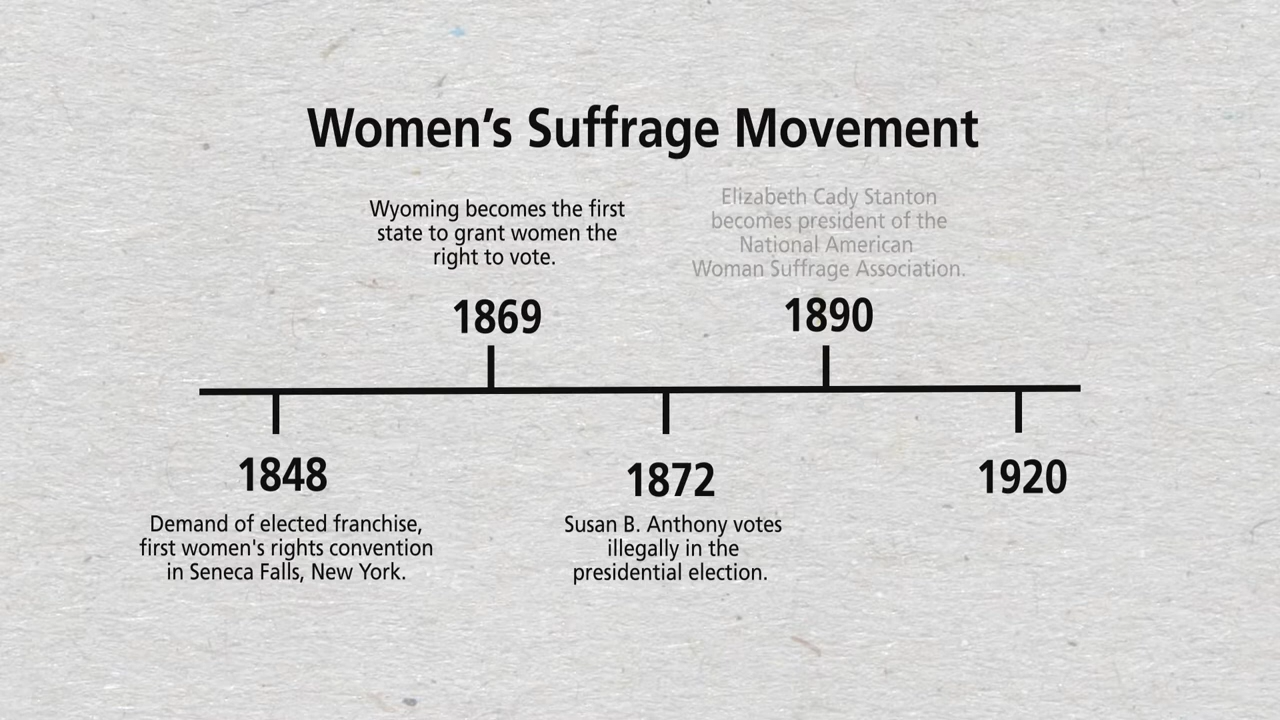 Women's Suffrage Movement
Wyoming becomes the first
state to grant women the
right to vote.
1869
Elizabeth Cady Stanton
becomes president of the
National American
Woman Suffrage Association.
1890
1848
Demand of elected franchise,
first women's rights convention
in Seneca Falls, New York.
1872
Susan B. Anthony votes
illegally in the
presidential election.
1920